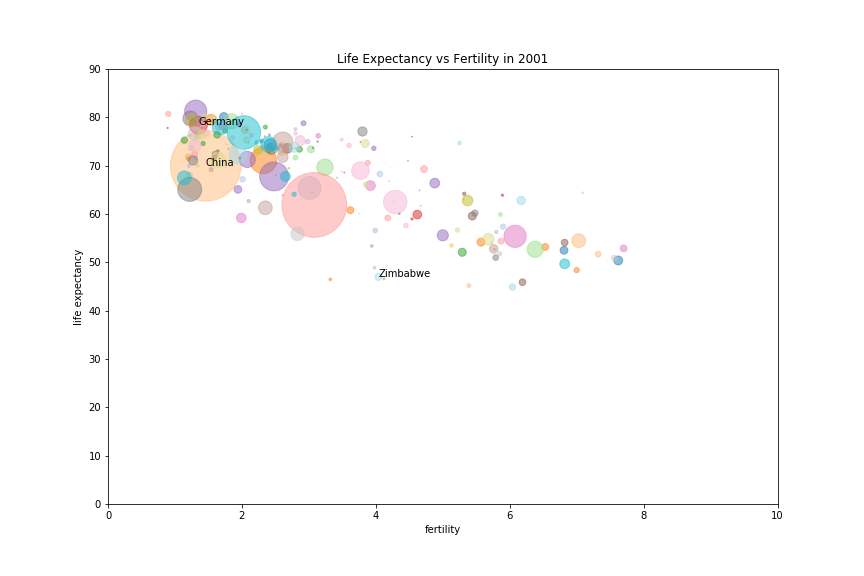 Life Expectancy vs Fertility in 2001
90
80
70
60
50
40
30
20
10
0
life expectancy
Germany
China
Zimbabwe
0 2 4 6 8 10
fertility